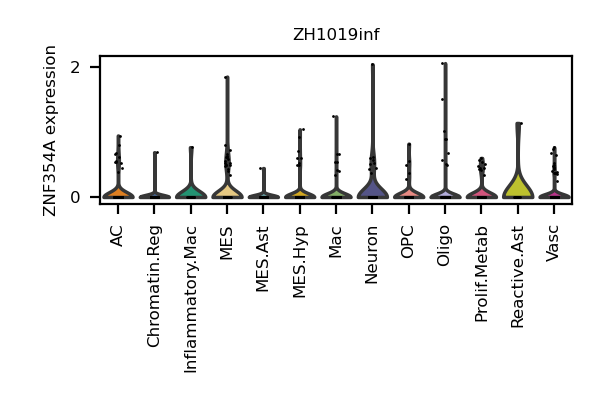 ZH1019inf
ZNF354A expression
2
0
AC
Chromatin.Reg
Inflammatory.Mac
MES
MES.Ast
MES.Hyp
Mac
Neuron
OPC
Oligo
Prolif.Metab
Reactive.Ast
Vasc